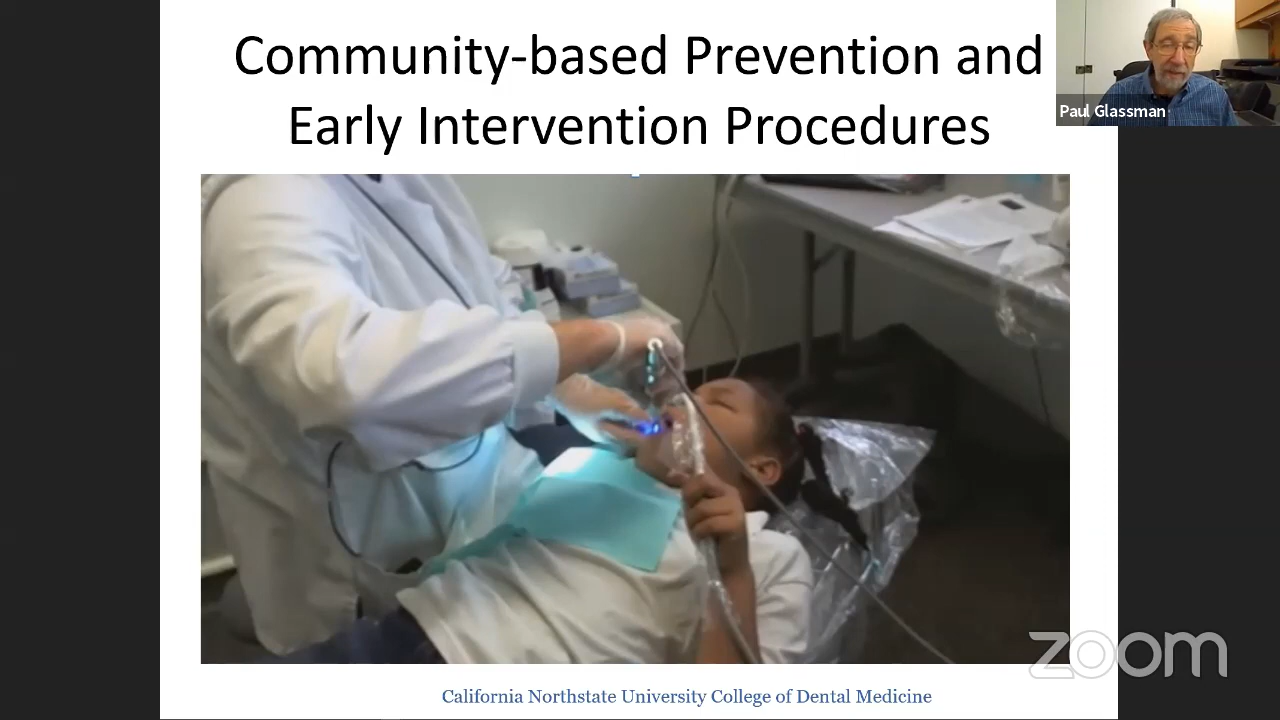 Community-based Prevention and
Early Intervention Procedures
Paul Glassman
zoom
California Northstate University College of Dental Medicine